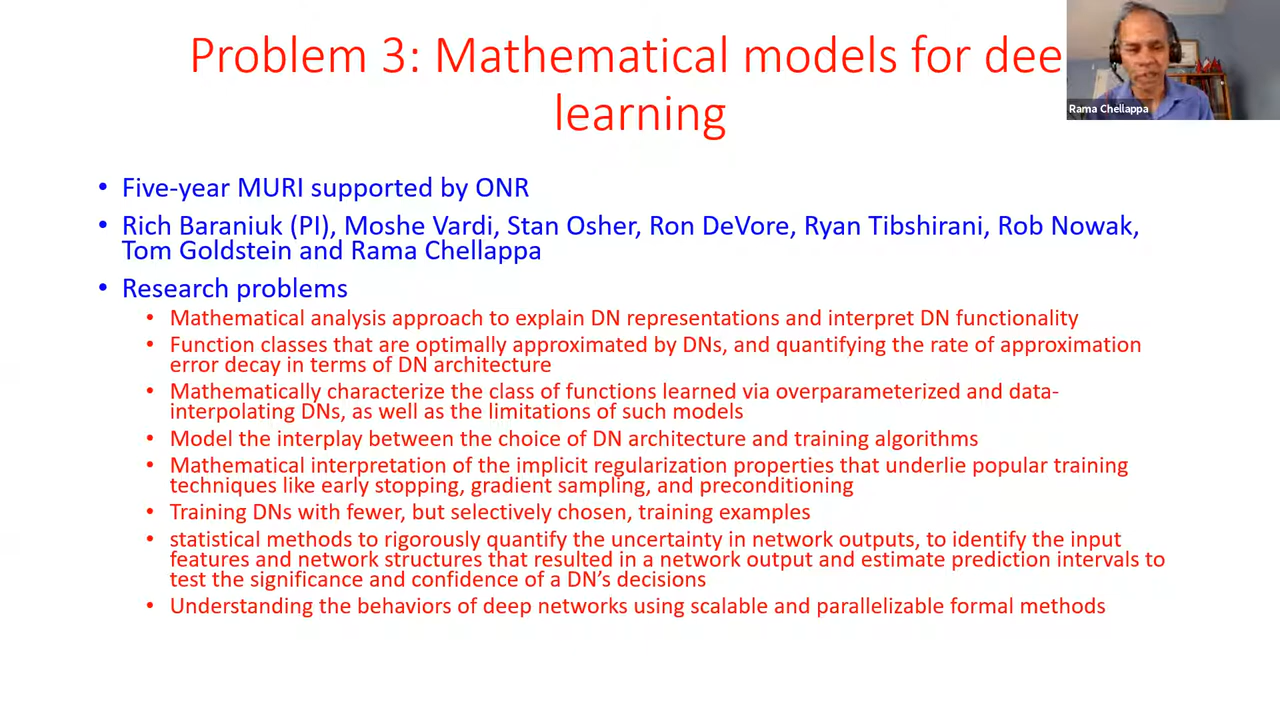 Problem 3: Mathematical models for dee
learning
Rama Chellappa
• Five-year MURI supported by ONR
• Rich Baraniuk (PI), Moshe Vardi, Stan Osher, Ron DeVore, Ryan Tibshirani, Rob Nowak,
Tom Goldstein and Rama Chellappa
• Research problems
• Mathematical analysis approach to explain DN representations and interpret DN functionality
• Function classes that are optimally approximated by DNs, and quantifying the rate of approximation
error decay in terms of DN architecture
• Mathematically characterize the class of functions learned via overparameterized and data-
interpolating DNs, as well as the limitations of such models
• Model the interplay between the choice of DN architecture and training algorithms
• Mathematical interpretation of the implicit regularization properties that underlie popular training
techniques like early stopping, gradient sampling, and preconditioning
• Training DNs with fewer, but selectively chosen, training examples
• statistical methods to rigorously quantify the uncertainty in network outputs, to identify the input
features and network structures that resulted in a network output and estimate prediction intervals to
test the significance and confidence of a DN’s decisions
• Understanding the behaviors of deep networks using scalable and parallelizable formal methods